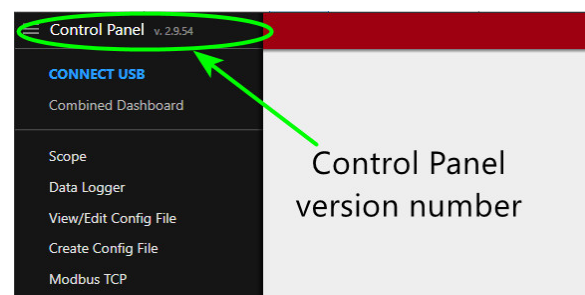 Control Panel v. 2.9.54
CONNECT USB
Combined Dashboard
Scope
Data Logger
View/Edit Config File
Create Config File
Modbus TCP
Control Panel
version number